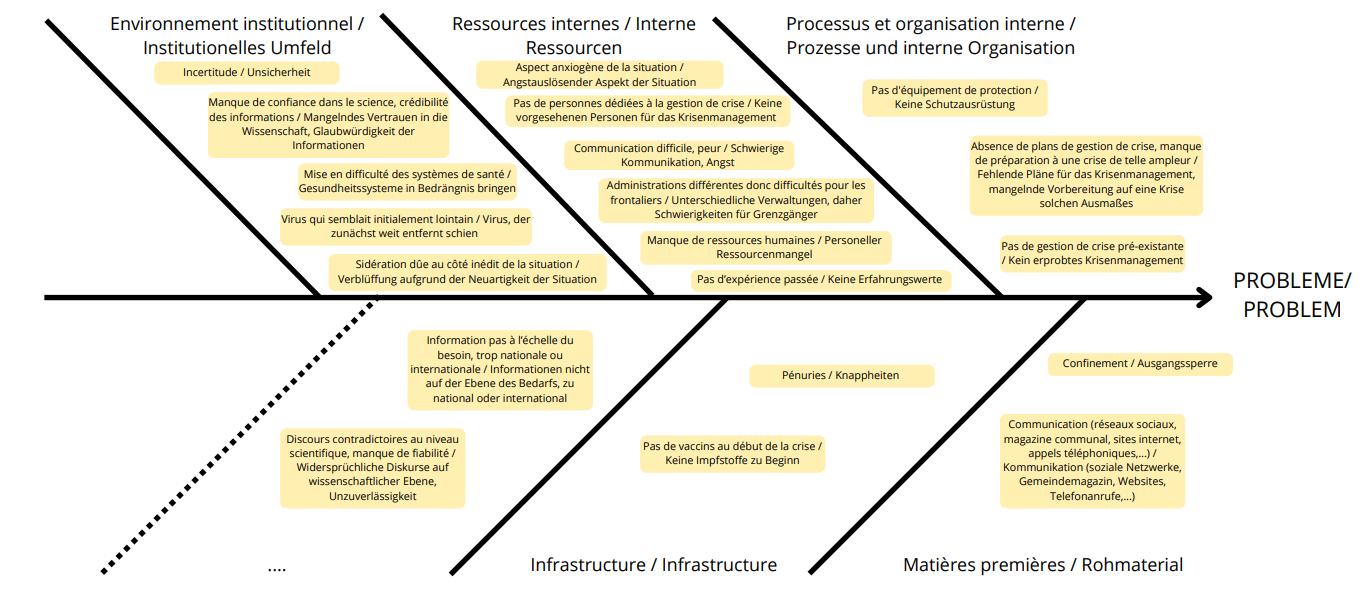 Environnement institutionnel /
Institutionelles Umfeld
Incertitude / Unsicherheit
Manque de confiance dans le science, crédibilité
des informations / Mangelndes Vertrauen in die
Wissenschaft, Glaubwürdigkeit der
Informationen
Mise en difficulté des systèmes de santé /
Gesundheitssysteme in Bedrängnis bringen
Virus qui semblait initialement lointain / Virus, der
zunächst weit entfernt schien
Sidération dûe au côté inédit de la situation /
Verblüffung aufgrund der Neuartigkeit der Situation
Ressources internes / Interne
Ressourcen
Aspect anxiogène de la situation /
Angstauslösender Aspekt der Situation
Pas de personnes dédiées à la gestion de crise / Keine
vorgesehenen Personen für das Krisenmanagement
Communication difficile, peur / Schwierige
Kommunikation, Angst
Administrations différentes donc difficultés pour les
frontaliers / Unterschiedliche Verwaltungen, daher
Schwierigkeiten für Grenzgänger
Manque de ressources humaines / Personeller
Ressourcenmangel
Pas d'expérience passée / Keine Erfahrungswerte
Processus et organisation interne /
Prozesse und interne Organisation
Pas d'équipement de protection /
Keine Schutzausrüstung
Absence de plans de gestion de crise, manque
de préparation à une crise de telle ampleur /
Fehlende Pläne für das Krisenmanagement,
mangelnde Vorbereitung auf eine Krise
solchen Ausmaßes
Pas de gestion de crise pré-existante
/ Kein erprobtes Krisenmanagement
PROBLEME/
PROBLEM
Information pas à l'échelle du
besoin, trop nationale ou
internationale / Informationen nicht
auf der Ebene des Bedarfs, zu
national oder international
Discours contradictoires au niveau
scientifique, manque de fiabilité /
Widersprüchliche Diskurse auf
wissenschaftlicher Ebene,
Unzuverlässigkeit
....
Pénuries / Knappheiten
Pas de vaccins au début de la crise /
Keine Impfstoffe zu Beginn
Infrastructure / Infrastructure
Confinement / Ausgangssperre
Communication (réseaux sociaux,
magazine communal, sites internet,
appels téléphoniques,...) /
Kommunikation (soziale Netzwerke,
Gemeindemagazin, Websites,
Telefonanrufe,...)
Matières premières / Rohmaterial